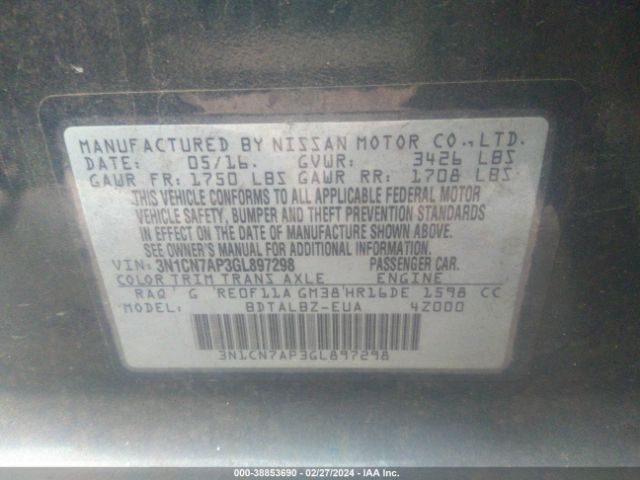 MANUFACTURED BY NISSAN MOTOR CO., LTD.
DATE: 05/16. GVWR: 3426 LBS
GAWR FR: 1750 LBS GAWR RR: 1708 LBS
THIS VEHICLE CONFORMS TO ALL APPLICABLE FEDERAL MOTOR
VEHICLE SAFETY, BUMPER AND THEFT PREVENTION STANDARDS
IN EFFECT ON THE DATE OF MANUFACTURE SHOWN ABOVE.
SEE OWNER'S MANUAL FOR ADDITIONAL INFORMATION.
VIN: 3N1CN7AP3GL897298 PASSENGER CAR.
COLOR TRIM TRANS AXLE ENGINE
RAQ G RE0F11A GM38 HR16DE 1598 CC
MODEL: BDTALBZ-EUA 4Z000
3N1CN7AP3GL897298
000-38853690 | 02/27/2024 | IAA Inc.